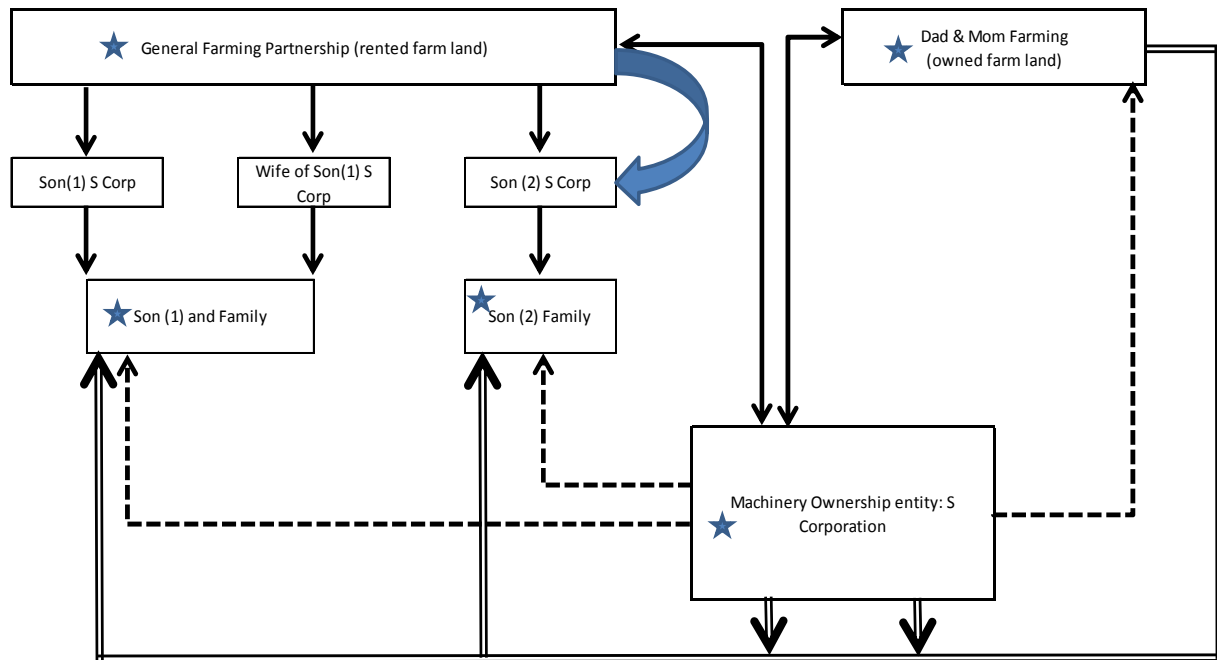 General Farming Partnership (rented farm land)
Dad & Mom Farming
(owned farm land)
Son(1) S Corp
Wife of Son(1) S
Corp
Son (2) S Corp
Son (1) and Family
Son (2) Family
Machinery Ownership entity: S
Corporation